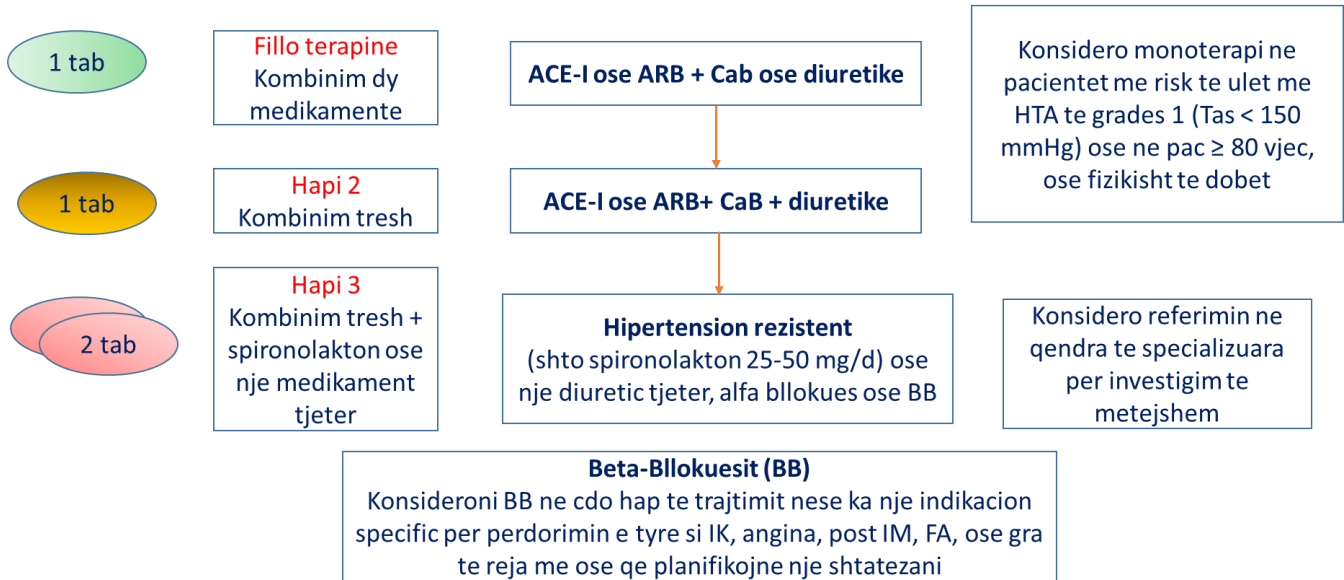 1 tab
Fillo terapine
Kombinim dy
medikamente
ACE-I ose ARB + Cab ose diuretike
Konsidero monoterapi ne
pacientet me risk te ulet me
HTA te grades 1 (Tas < 150
mmHg) ose ne pac ≥ 80 vjec,
ose fizikisht te dobet
1 tab
Hapi 2
Kombinim tresh
ACE-I ose ARB+ CaB + diuretike
2 tab
Hapi 3
Kombinim tresh +
spironolakton ose
nje medikament
tjeter
Hipertension rezistent
(shto spironolakton 25-50 mg/d) ose
nje diuretic tjeter, alfa bllokues ose BB
Konsidero referimin ne
qendra te specializuara
per investigim te
metejshem
Beta-Bllokuesit (BB)
Konsideroni BB ne cdo hap te trajtimit nese ka nje indikacion
specific per perdorimin e tyre si IK, angina, post IM, FA, ose gra
te reja me ose qe planifikojne nje shtatezani